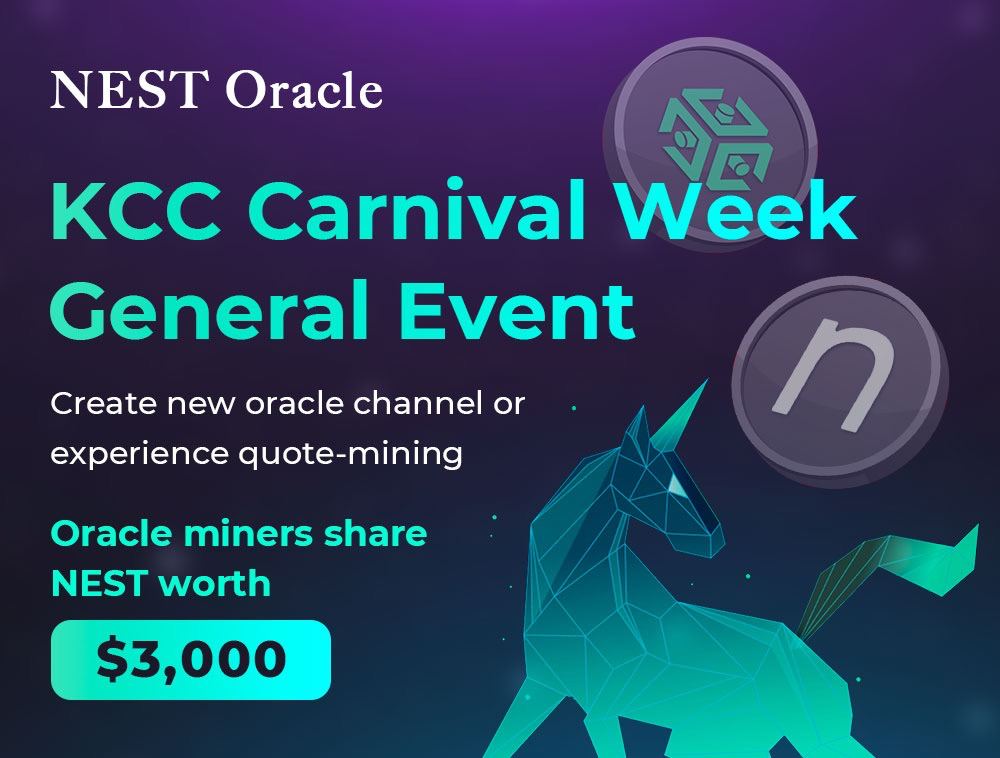 NEST Oracle
KCC Carnival Week
General Event
Create new oracle channel or
experience quote-mining
Oracle miners share
NEST worth
$3,000
n